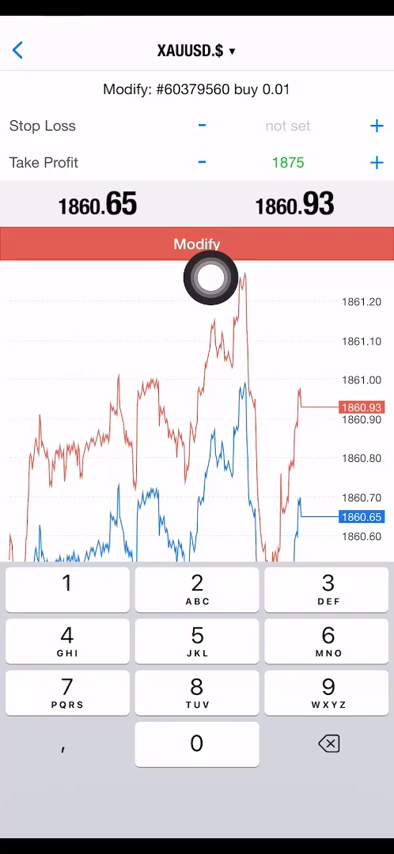 XAUUSD.$ ▾
Modify: #60379560 buy 0.01
Stop Loss - not set +
Take Profit - 1875 +
1860.65 1860.93
Modify
1861.20
1861.10
1861.00
1860.93
1860.90
1860.80
1860.70
1860.65
1860.60
1 2 3
ABC DEF
4 5 6
GHI JKL MNO
7 8 9
PQRS TUV WXYZ
, 0